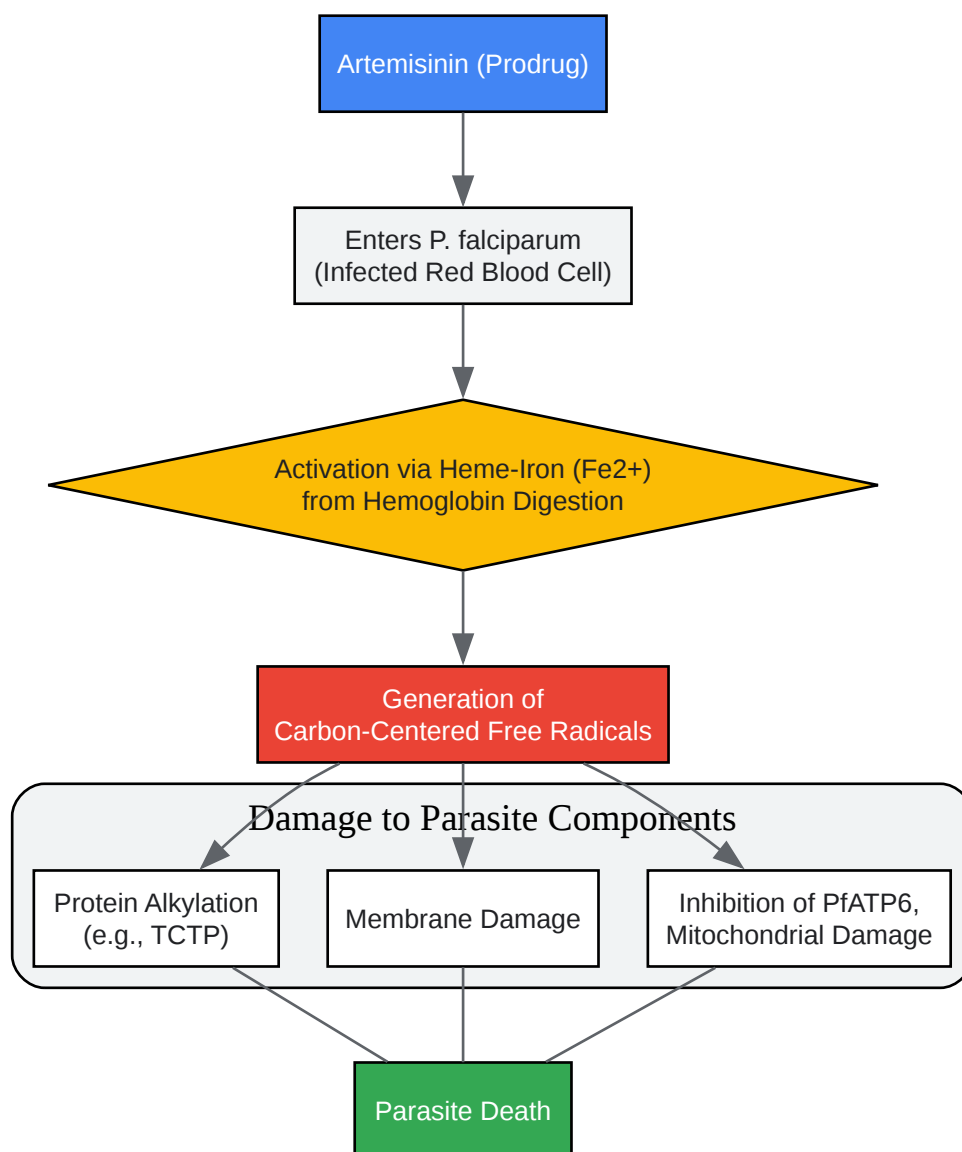 Artemisinin (Prodrug)
Enters P. falciparum
(Infected Red Blood Cell)
Activation via Heme-Iron (Fe2+)
from Hemoglobin Digestion
Generation of
Carbon-Centered Free Radicals
Damage to Parasite Components
Protein Alkylation
(e.g., TCTP)
Membrane Damage
Inhibition of PfATP6,
Mitochondrial Damage
Parasite Death